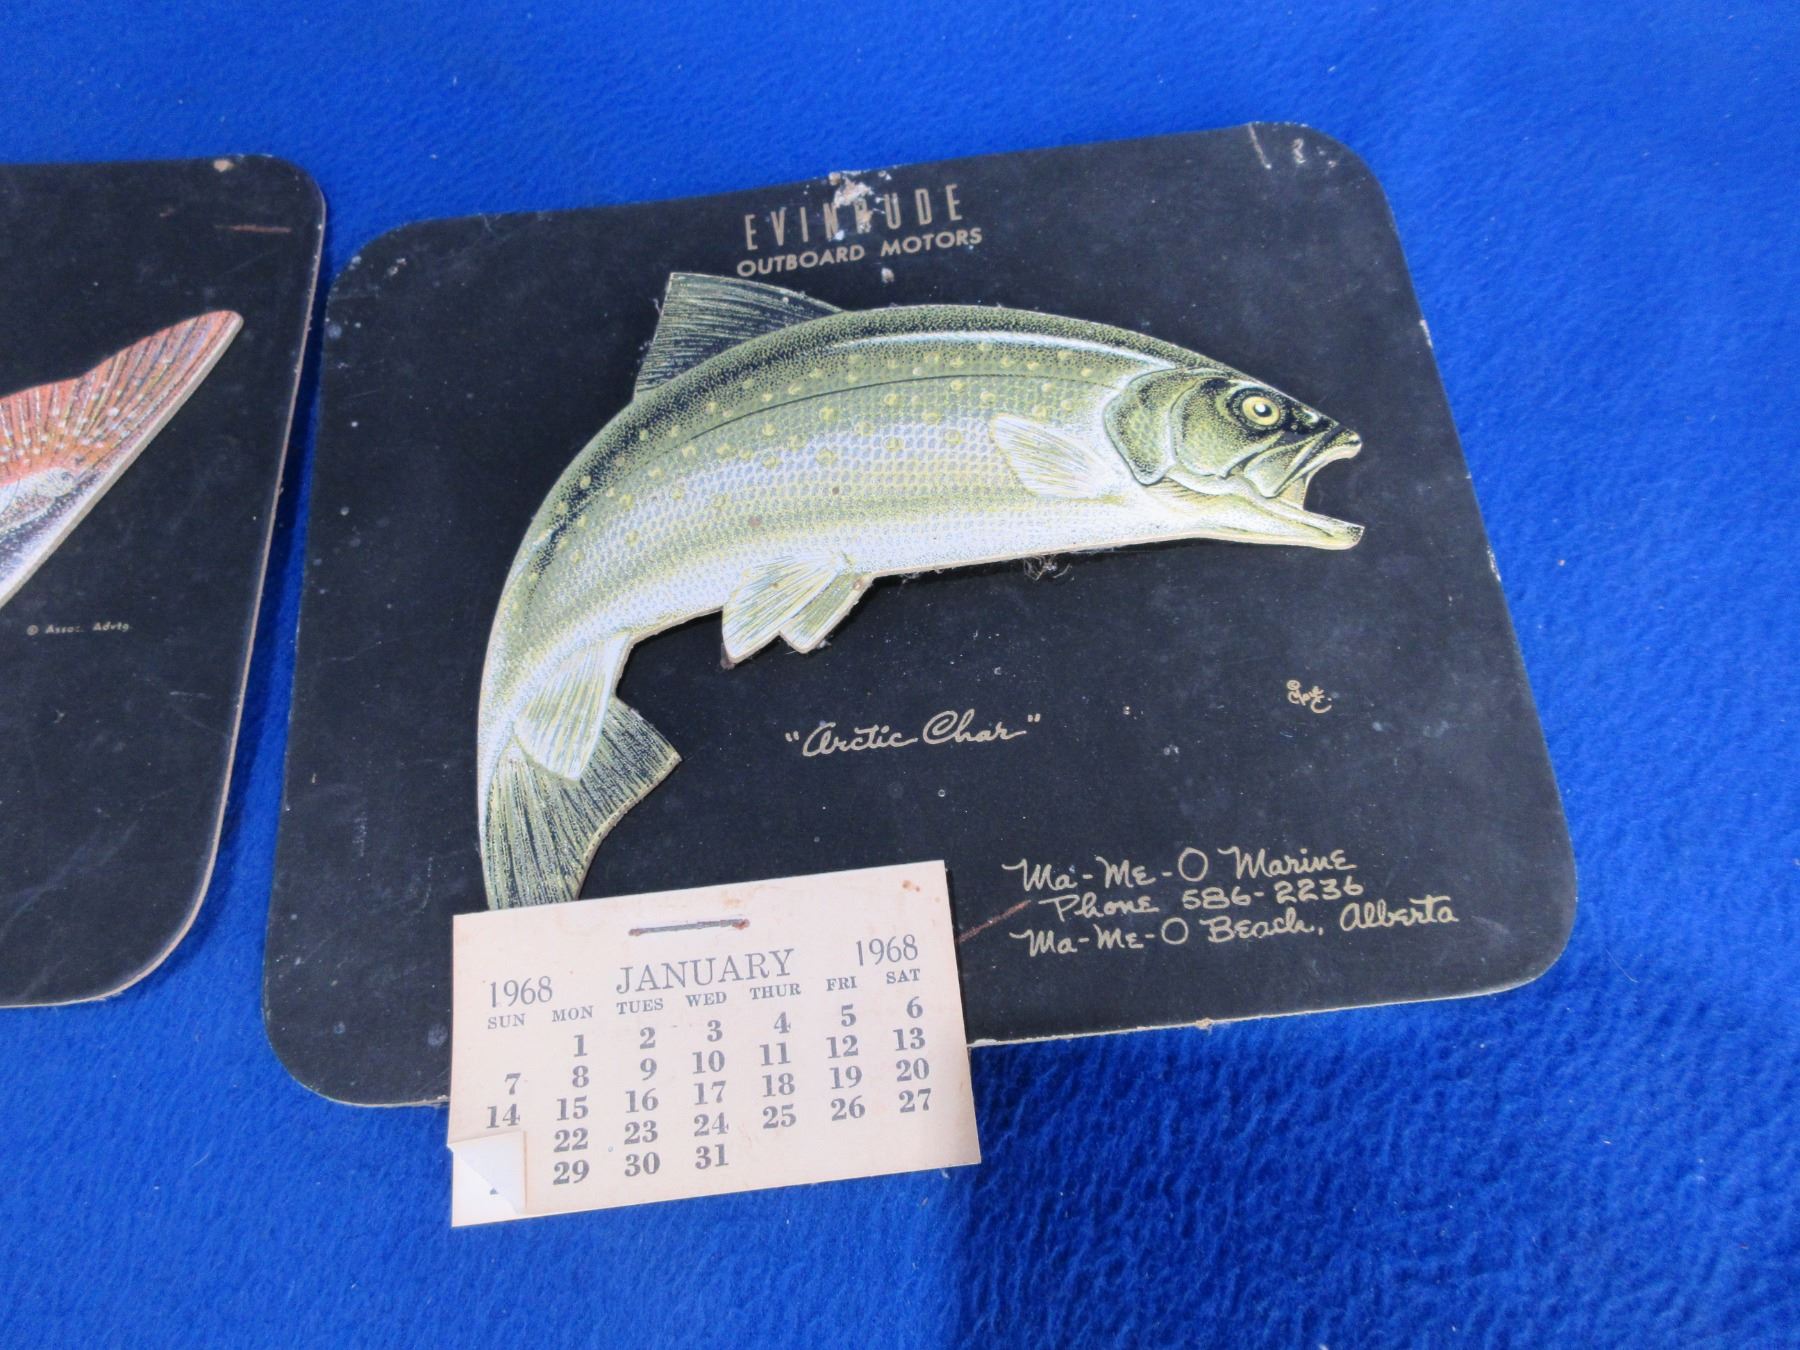 © Assoc. Advtg.
EVINRUDE
OUTBOARD MOTORS
"Arctic Char"
Ma-Me-O Marine
Phone 586-2236
Ma-Me-O Beach, Alberta
1968 JANUARY 1968
SUN MON TUES WED THUR FRI SAT
1 2 3 4 5 6
7 8 9 10 11 12 13
14 15 16 17 18 19 20
22 23 24 25 26 27
29 30 31